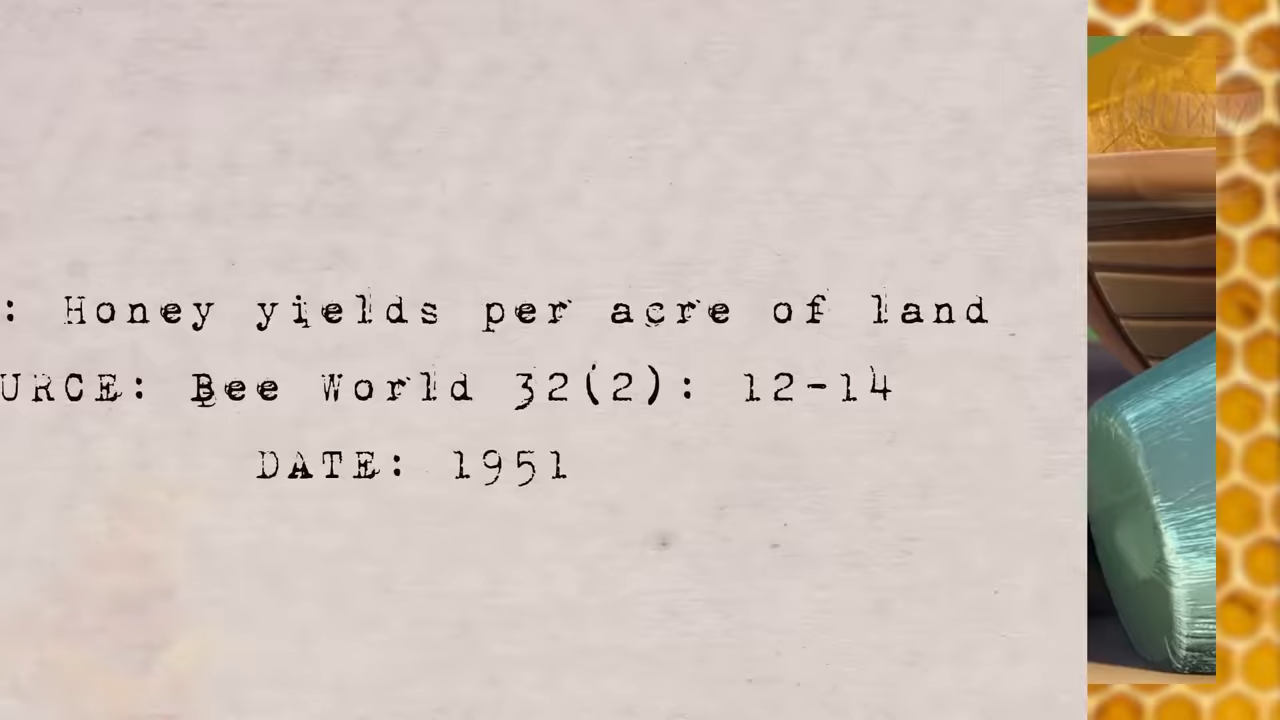 : Honey yields per acre of land
URCE: Bee World 32(2): 12-14
DATE: 1951